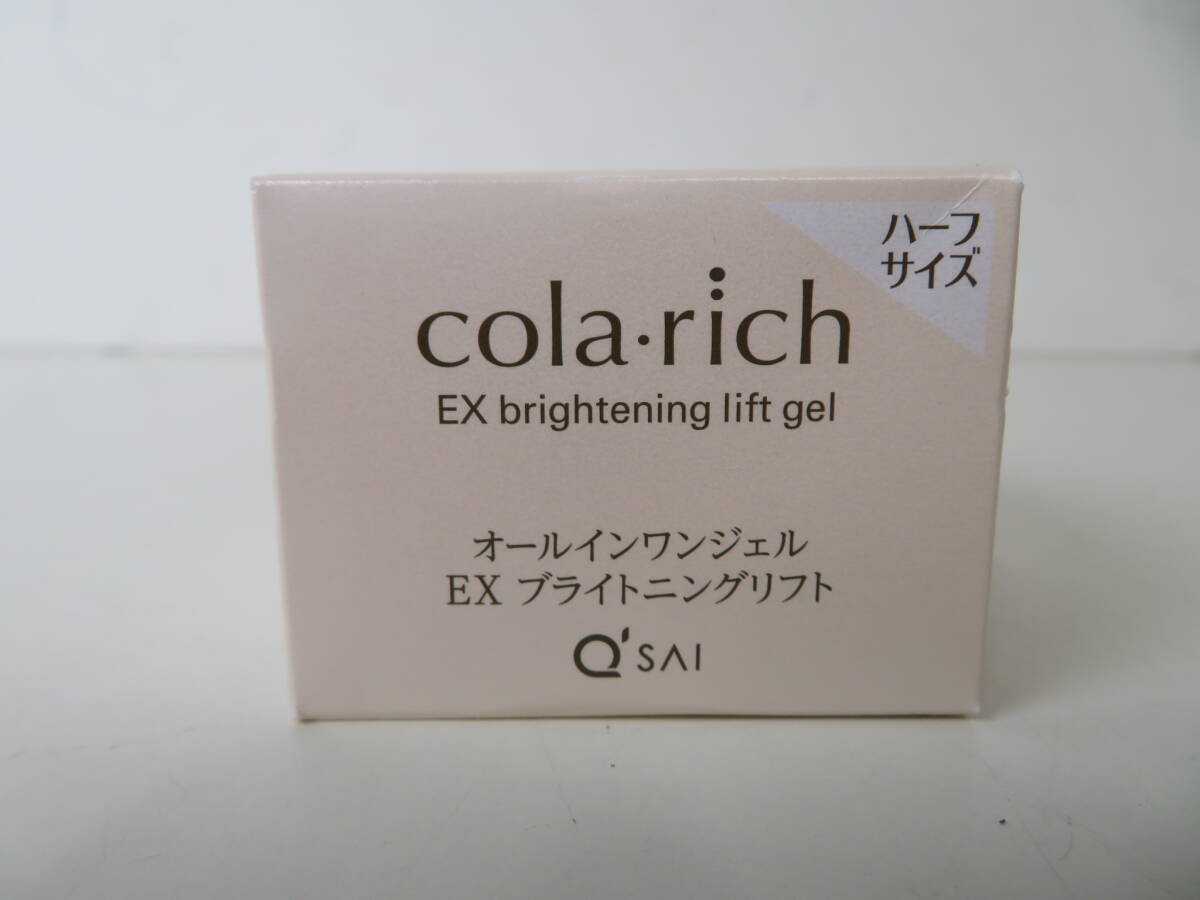 ハーフ
サイズ
cola·rich
EX brightening lift gel
オールインワンジェル
EX ブライトニングリフト
Q'SAI